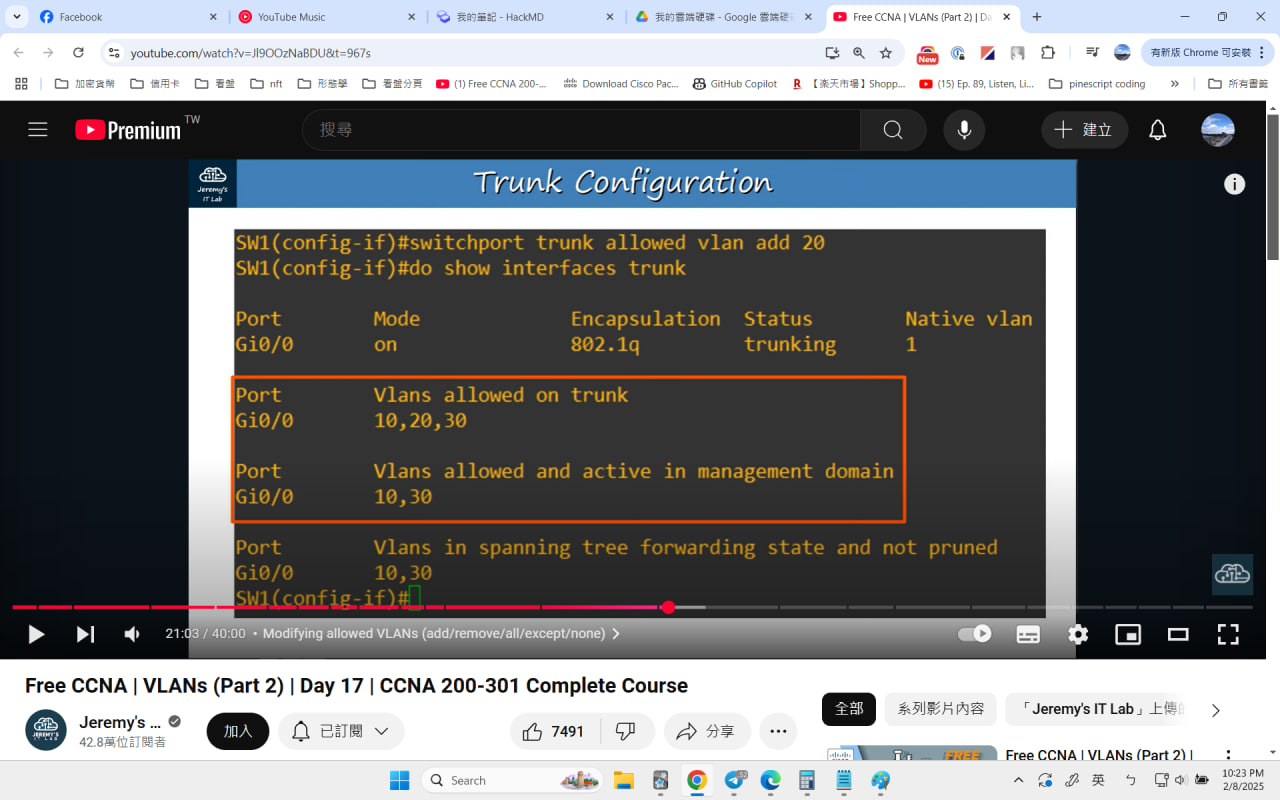 Facebook
YouTube Music
我的筆記 - HackMD
我的雲端硬碟 - Google 雲端硬碟
Free CCNA | VLANs (Part 2) | Da
youtube.com/watch?v=Jl9OOzNaBDU&t=967s
New
有新版 Chrome 可安裝
加密貨幣
信用卡
看盤
nft
形態學
看盤分頁
(1) Free CCNA 200-...
Download Cisco Pac...
GitHub Copilot
【楽天市場】Shopp...
(15) Ep. 89, Listen, Li...
pinescript coding
所有書籤
Premium TW
搜尋
建立
Jeremy's
IT Lab
Trunk Configuration
SW1(config-if)#switchport trunk allowed vlan add 20
SW1(config-if)#do show interfaces trunk
Port Mode Encapsulation Status Native vlan
Gi0/0 on 802.1q trunking 1
Port Vlans allowed on trunk
Gi0/0 10,20,30
Port Vlans allowed and active in management domain
Gi0/0 10,30
Port Vlans in spanning tree forwarding state and not pruned
Gi0/0 10,30
SW1(config-if)#
21:03 / 40:00 • Modifying allowed VLANs (add/remove/all/except/none)
Free CCNA | VLANs (Part 2) | Day 17 | CCNA 200-301 Complete Course
JEREMY'S
IT LAB
Jeremy's ...
42.8萬位訂閱者
加入
已訂閱
7491
分享
全部
系列影片內容
「Jeremy's IT Lab」上傳的
FREE
Free CCNA | VLANs (Part 2) |
Search
英
10:23 PM
2/8/2025